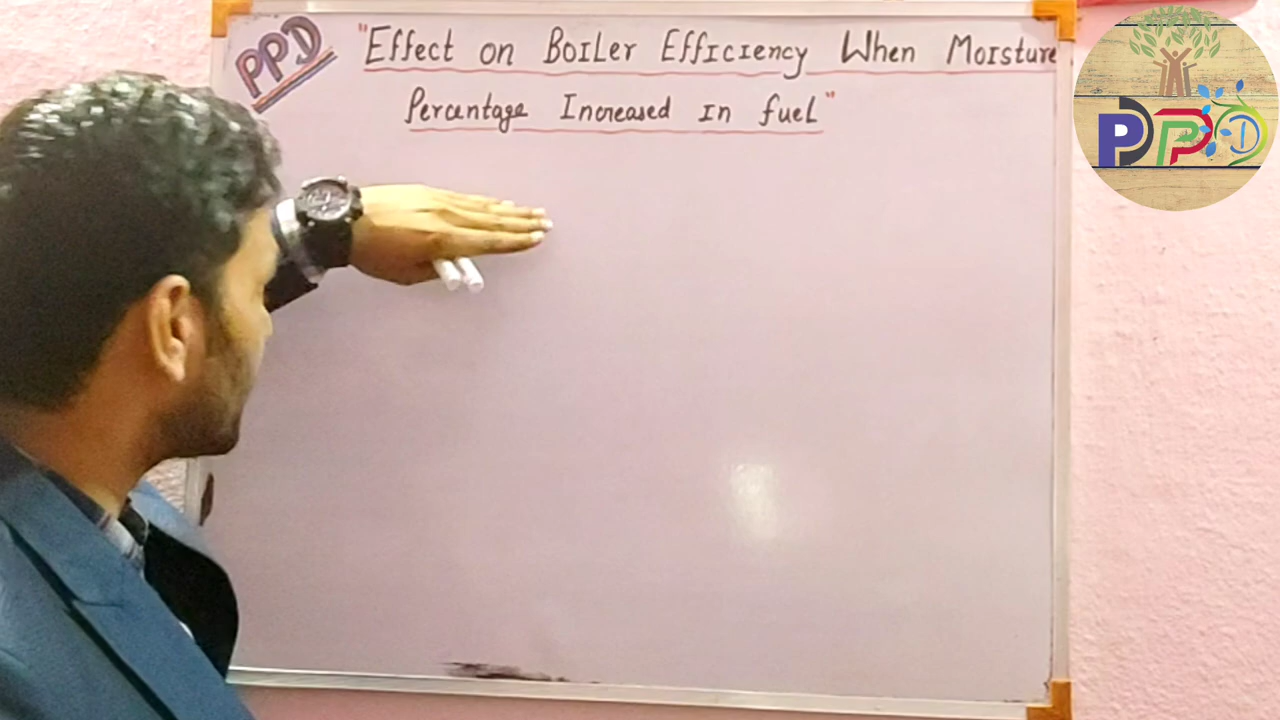 PPD
"Effect on Boiler Efficiency When Moisture
Percentage Increased in fuel"
PPD